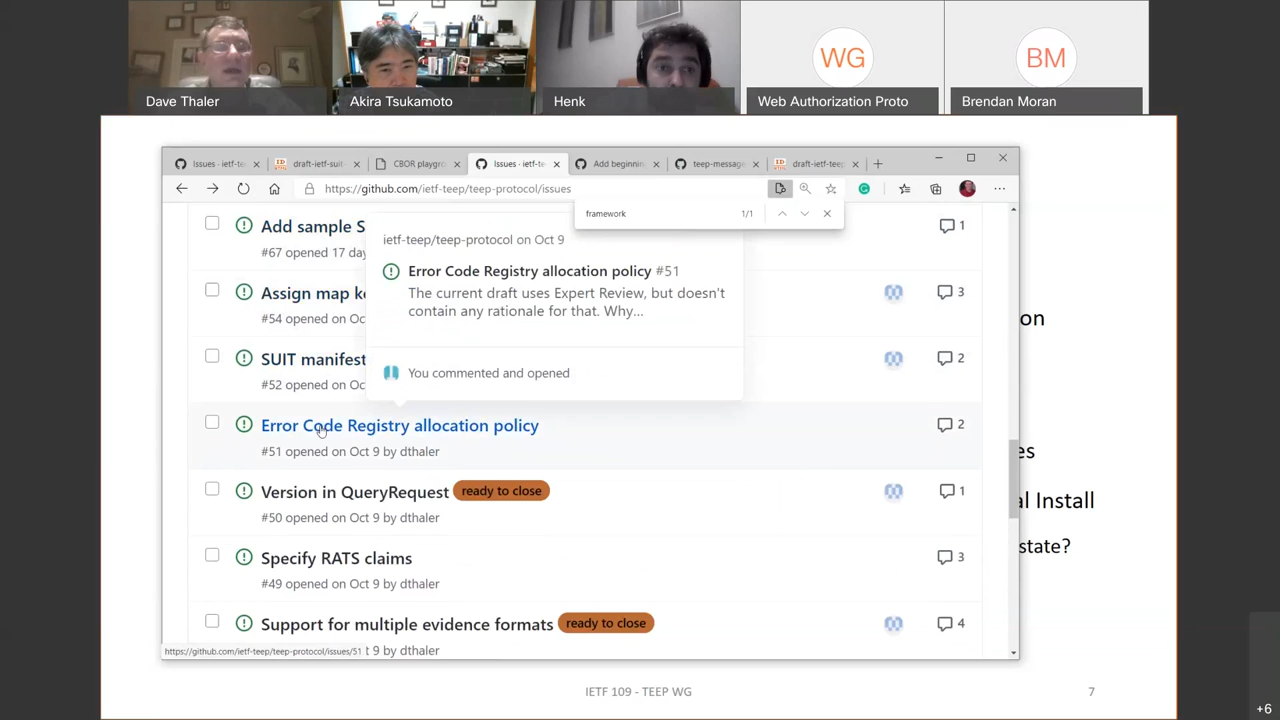 WG
BM
Dave Thaler
Akira Tsukamoto
Henk
Web Authorization Proto
Brendan Moran
Issues · ietf-te
draft-ietf-suit
CBOR playgr
Issues · ietf-te
Add beginnin
teep-messag
draft-ietf-teep
https://github.com/ietf-teep/teep-protocol/issues
framework 1/1
Add sample S 1
#67 opened 17 day
ietf-teep/teep-protocol on Oct 9
Error Code Registry allocation policy #51
The current draft uses Expert Review, but doesn't
contain any rationale for that. Why...
You commented and opened
Assign map ke 3
#54 opened on Oc
on
SUIT manifest 2
#52 opened on Oc
Error Code Registry allocation policy 2
#51 opened on Oct 9 by dthaler
es
Version in QueryRequest ready to close 1
#50 opened on Oct 9 by dthaler
al Install
Specify RATS claims 3
#49 opened on Oct 9 by dthaler
state?
Support for multiple evidence formats ready to close 4
https://github.com/ietf-teep/teep-protocol/issues/51 t 9 by dthaler
IETF 109 - TEEP WG
7
+6